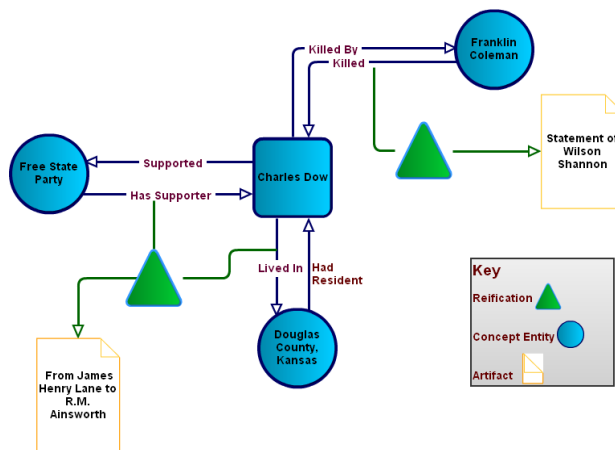 Killed By
Killed
Franklin
Coleman
Statement of
Wilson
Shannon
Free State
Party
Supported
Has Supporter
Charles Dow
Lived In
Had
Resident
Douglas
County,
Kansas
From James
Henry Lane to
R.M.
Ainsworth
Key
Reification
Concept Entity
Artifact